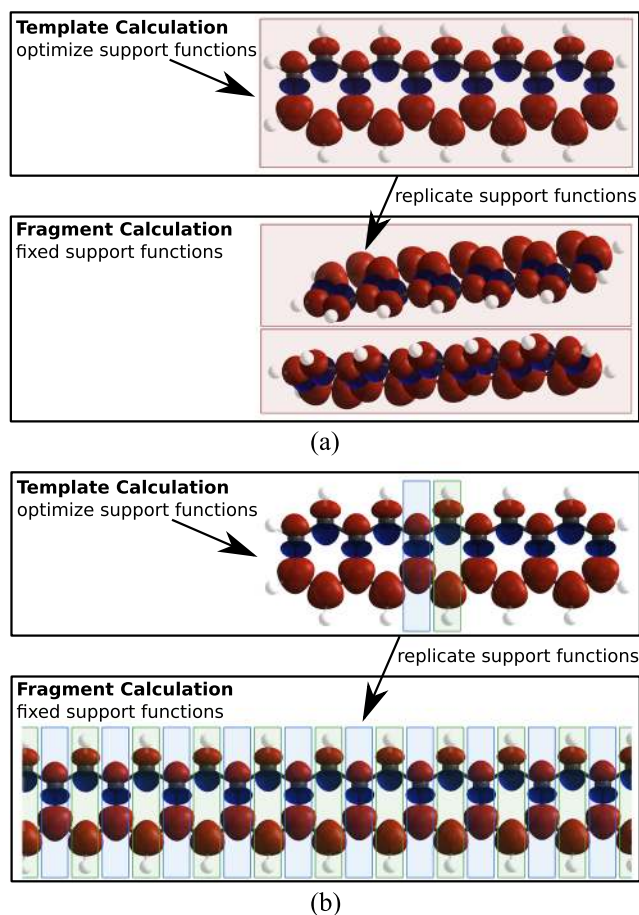 Template Calculation
optimize support functions
replicate support functions
Fragment Calculation
fixed support functions
(a)
Template Calculation
optimize support functions
replicate support functions
Fragment Calculation
fixed support functions
(b)